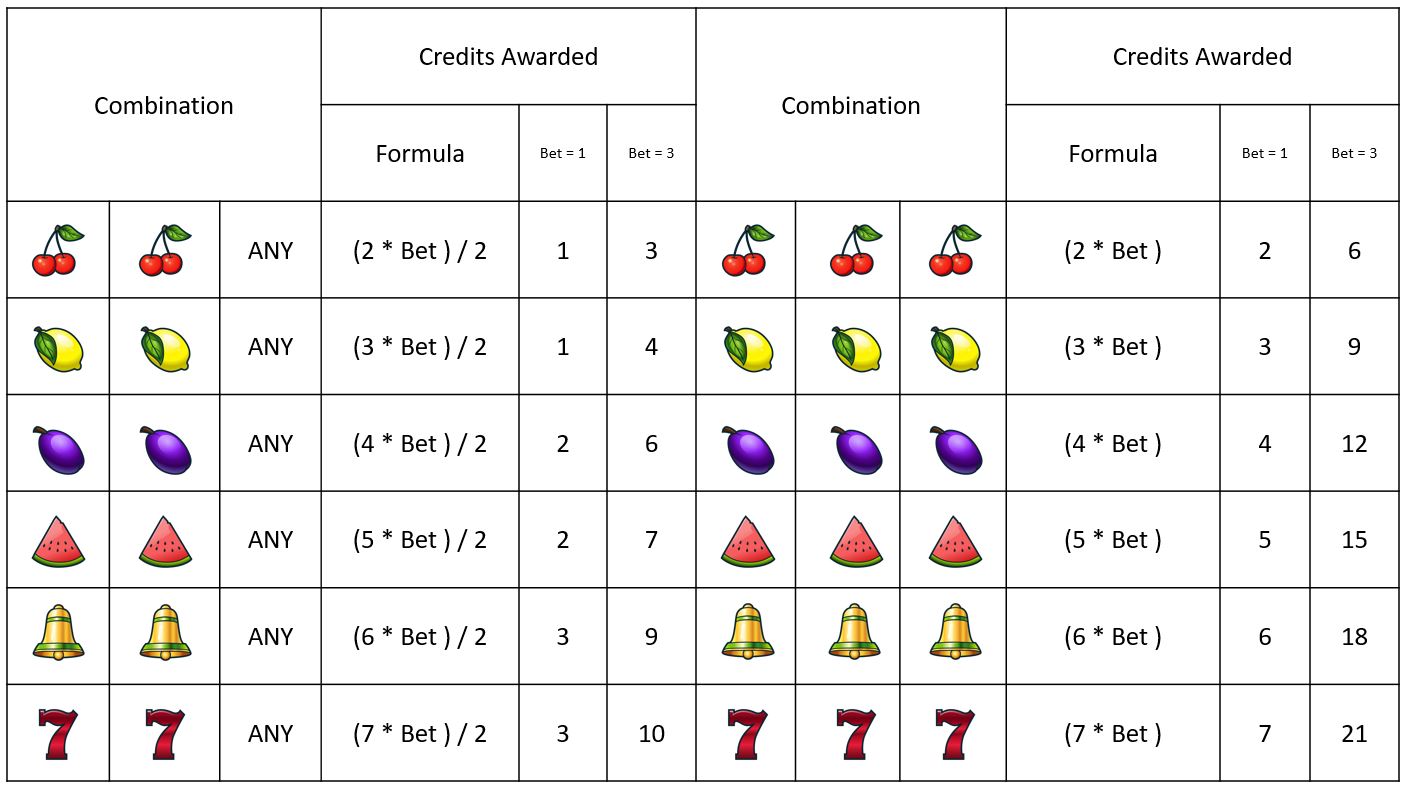 Combination Credits Awarded Combination Credits Awarded
Formula Bet = 1 Bet = 3 Formula Bet = 1 Bet = 3
ANY (2 * Bet ) / 2 1 3 (2 * Bet ) 2 6
ANY (3 * Bet ) / 2 1 4 (3 * Bet ) 3 9
ANY (4 * Bet ) / 2 2 6 (4 * Bet ) 4 12
ANY (5 * Bet ) / 2 2 7 (5 * Bet ) 5 15
ANY (6 * Bet ) / 2 3 9 (6 * Bet ) 6 18
7 7 ANY (7 * Bet ) / 2 3 10 7 7 7 (7 * Bet ) 7 21